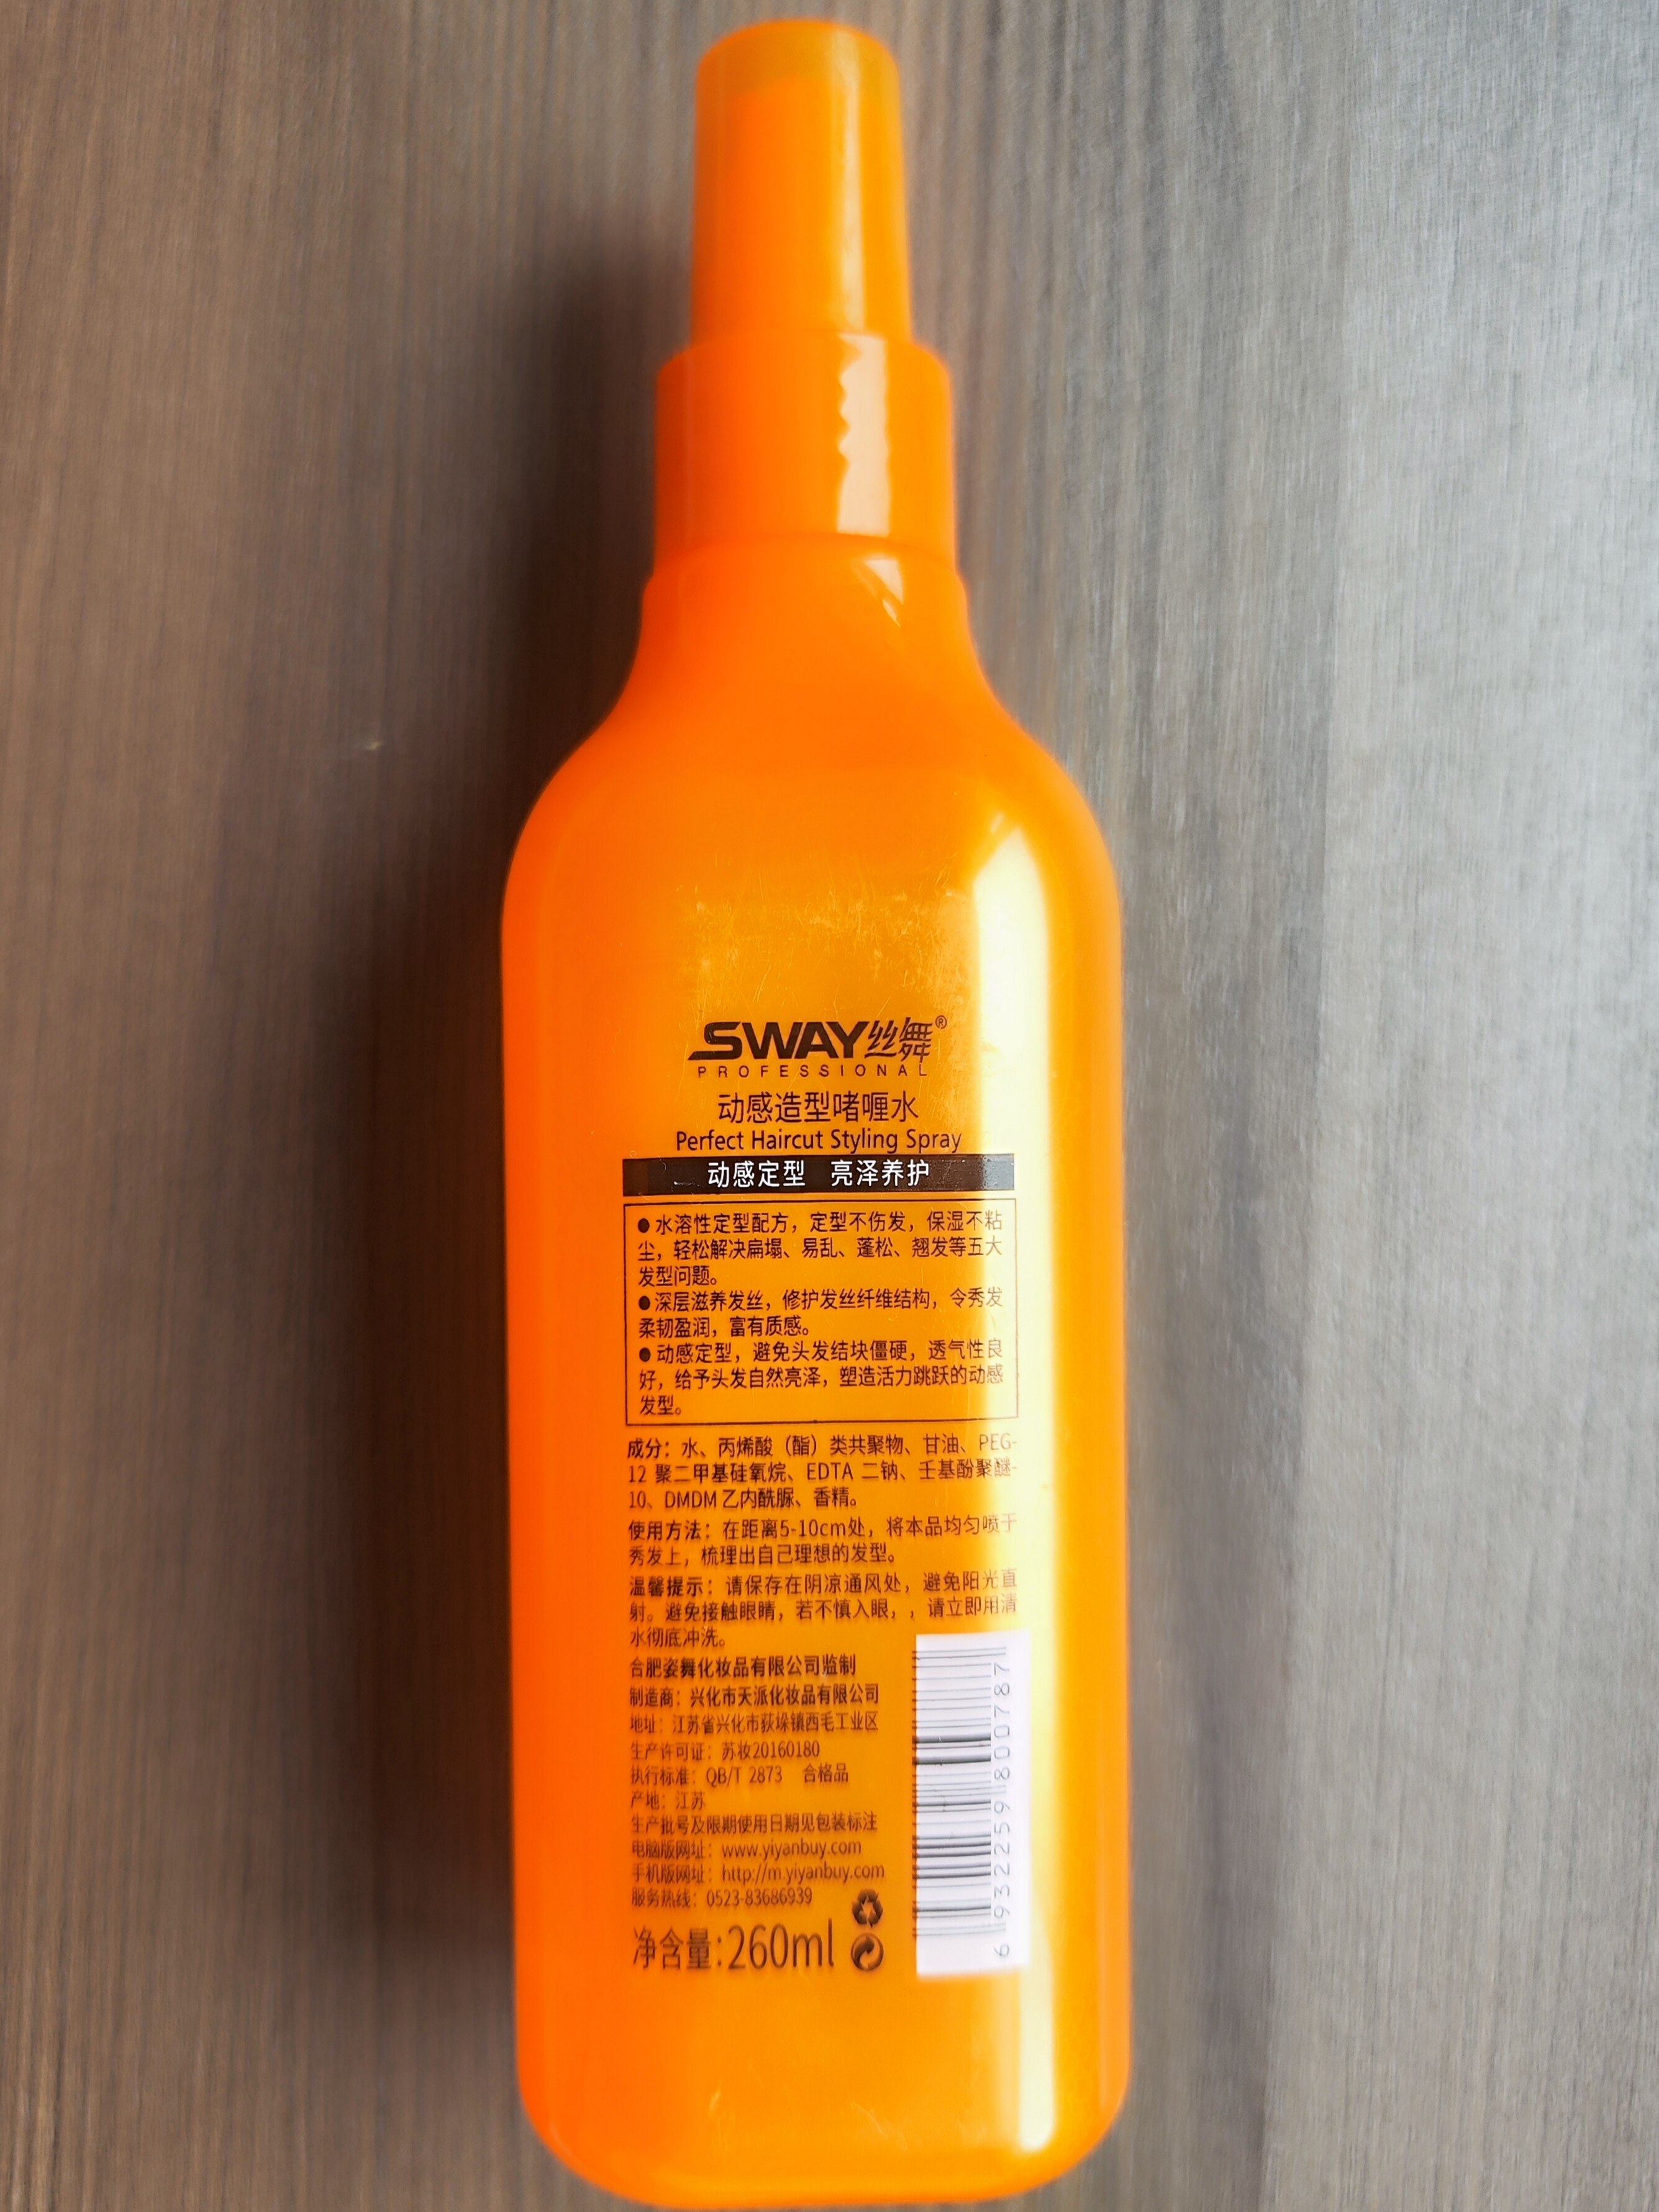 SWAY丝舞®
PROFESSIONAL
动感造型啫喱水
Perfect Haircut Styling Spray
动感定型 亮泽养护
●水溶性定型配方，定型不伤发，保湿不粘
尘，轻松解决扁塌、易乱、蓬松、翘发等五大
发型问题。
●深层滋养发丝，修护发丝纤维结构，令秀发
柔韧盈润，富有质感。
●动感定型，避免头发结块僵硬，透气性良
好，给予头发自然亮泽，塑造活力跳跃的动感
发型。
成分：水、丙烯酸（酯）类共聚物、甘油、PEG-
12 聚二甲基硅氧烷、EDTA 二钠、壬基酚聚醚-
10、DMDM 乙内酰脲、香精。
使用方法：在距离5-10cm处，将本品均匀喷于
秀发上，梳理出自己理想的发型。
温馨提示：请保存在阴凉通风处，避免阳光直
射。避免接触眼睛，若不慎入眼，，请立即用清
水彻底冲洗。
合肥姿舞化妆品有限公司监制
制造商：兴化市天派化妆品有限公司
地址：江苏省兴化市荻垛镇西毛工业区
生产许可证：苏妆20160180
执行标准：QB/T 2873 合格品
产地：江苏
生产批号及限期使用日期见包装标注
电脑版网址：www.yiyanbuy.com
手机版网址：http://m.yiyanbuy.com
服务热线：0523-83686939
净含量:260ml
6 932259 800787